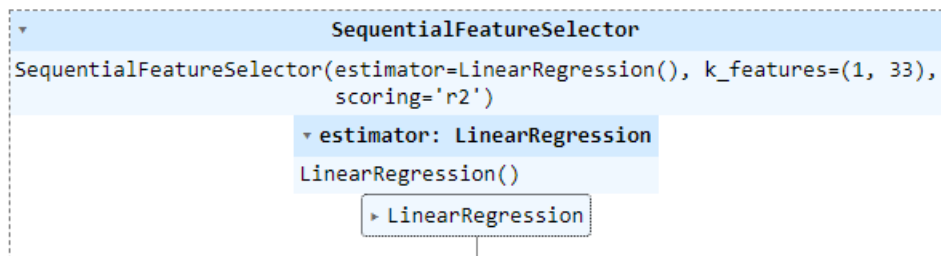 ▾ SequentialFeatureSelector
SequentialFeatureSelector(estimator=LinearRegression(), k_features=(1, 33),
scoring='r2')
▾ estimator: LinearRegression
LinearRegression()
▸ LinearRegression